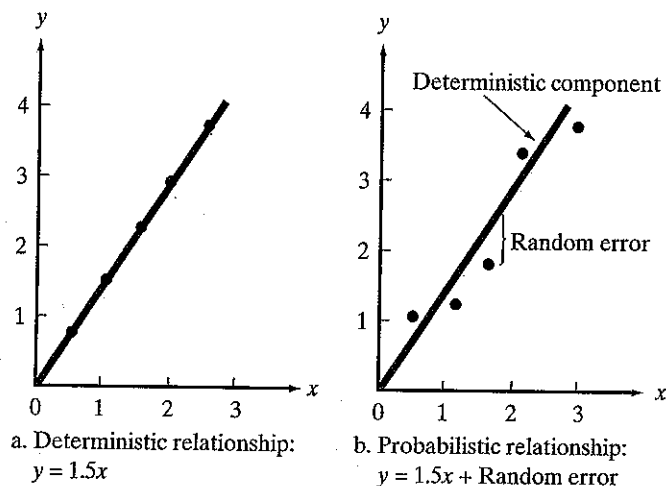 y
4
3
2
1
0 1 2 3 x
a. Deterministic relationship:
y = 1.5x
y
Deterministic component
4
3
Random error
2
1
0 1 2 3 x
b. Probabilistic relationship:
y = 1.5x + Random error